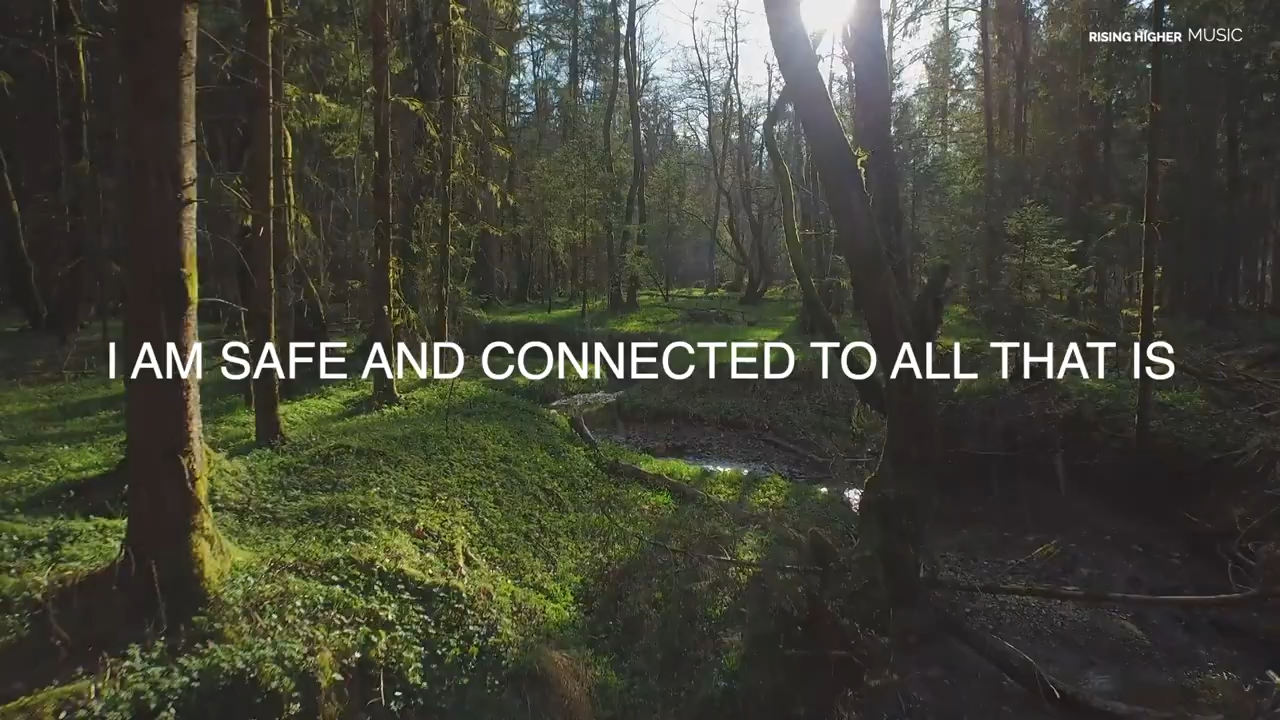 RISING HIGHER MUSIC
I AM SAFE AND CONNECTED TO ALL THAT IS